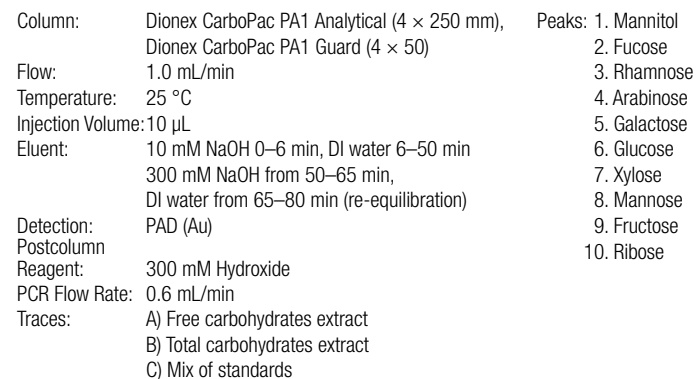 Column: Dionex CarboPac PA1 Analytical (4 × 250 mm),
Dionex CarboPac PA1 Guard (4 × 50)
Flow: 1.0 mL/min
Temperature: 25 °C
Injection Volume: 10 µL
Eluent: 10 mM NaOH 0–6 min, DI water 6–50 min
300 mM NaOH from 50–65 min,
DI water from 65–80 min (re-equilibration)
Detection: PAD (Au)
Postcolumn
Reagent: 300 mM Hydroxide
PCR Flow Rate: 0.6 mL/min
Traces: A) Free carbohydrates extract
B) Total carbohydrates extract
C) Mix of standards
Peaks: 1. Mannitol
2. Fucose
3. Rhamnose
4. Arabinose
5. Galactose
6. Glucose
7. Xylose
8. Mannose
9. Fructose
10. Ribose